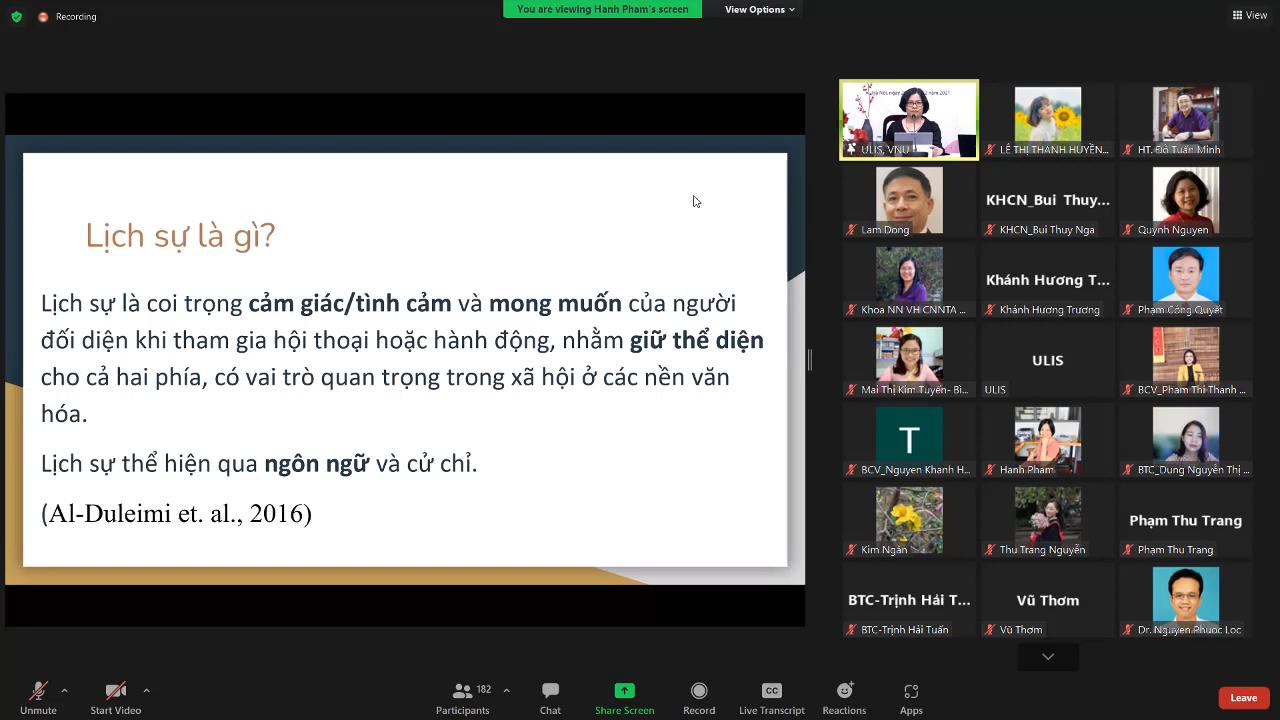 Recording
You are viewing Hanh Pham's screen
View Options
View
Lịch sự là gì?
Lịch sự là coi trọng cảm giác/tình cảm và mong muốn của người
đối diện khi tham gia hội thoại hoặc hành động, nhằm giữ thể diện
cho cả hai phía, có vai trò quan trọng trong xã hội ở các nền văn
hóa.
Lịch sự thể hiện qua ngôn ngữ và cử chỉ.
(Al-Duleimi et. al., 2016)
ULIS, VNU
LÊ THỊ THANH HUYỀN...
HT. Đỗ Tuấn Minh
Lam Dong
KHCN_Bui Thuy...
KHCN_Bui Thuy Nga
Quynh Nguyen
Khoa NN VH CNNTA ...
Khánh Hương T...
Khánh Hương Trương
Phạm Công Quyết
Mai Thị Kim Tuyến- Bì...
ULIS
ULIS
BCV_Pham Thi Thanh ...
T
BCV_Nguyen Khanh H...
Hanh Pham
BTC_Dung Nguyễn Thị ...
Kim Ngân
Thu Trang Nguyễn
Phạm Thu Trang
Phạm Thu Trang
BTC-Trịnh Hải T...
BTC-Trịnh Hải Tuấn
Vũ Thơm
Vũ Thơm
Dr. Nguyen Phuoc Loc
Unmute
Start Video
182
Participants
Chat
Share Screen
Record
CC
Live Transcript
Reactions
Apps
Leave